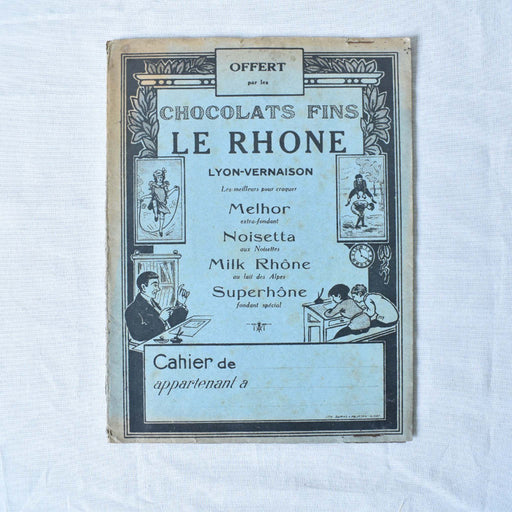 OFFERT
par les
CHOCOLATS FINS
LE RHONE
LYON-VERNAISON
Les meilleurs pour croquer
Melhor
extra-fondant
Noisetta
aux Noisettes
Milk Rhône
au lait des Alpes
Superhône
fondant spécial
Cahier de
appartenant à